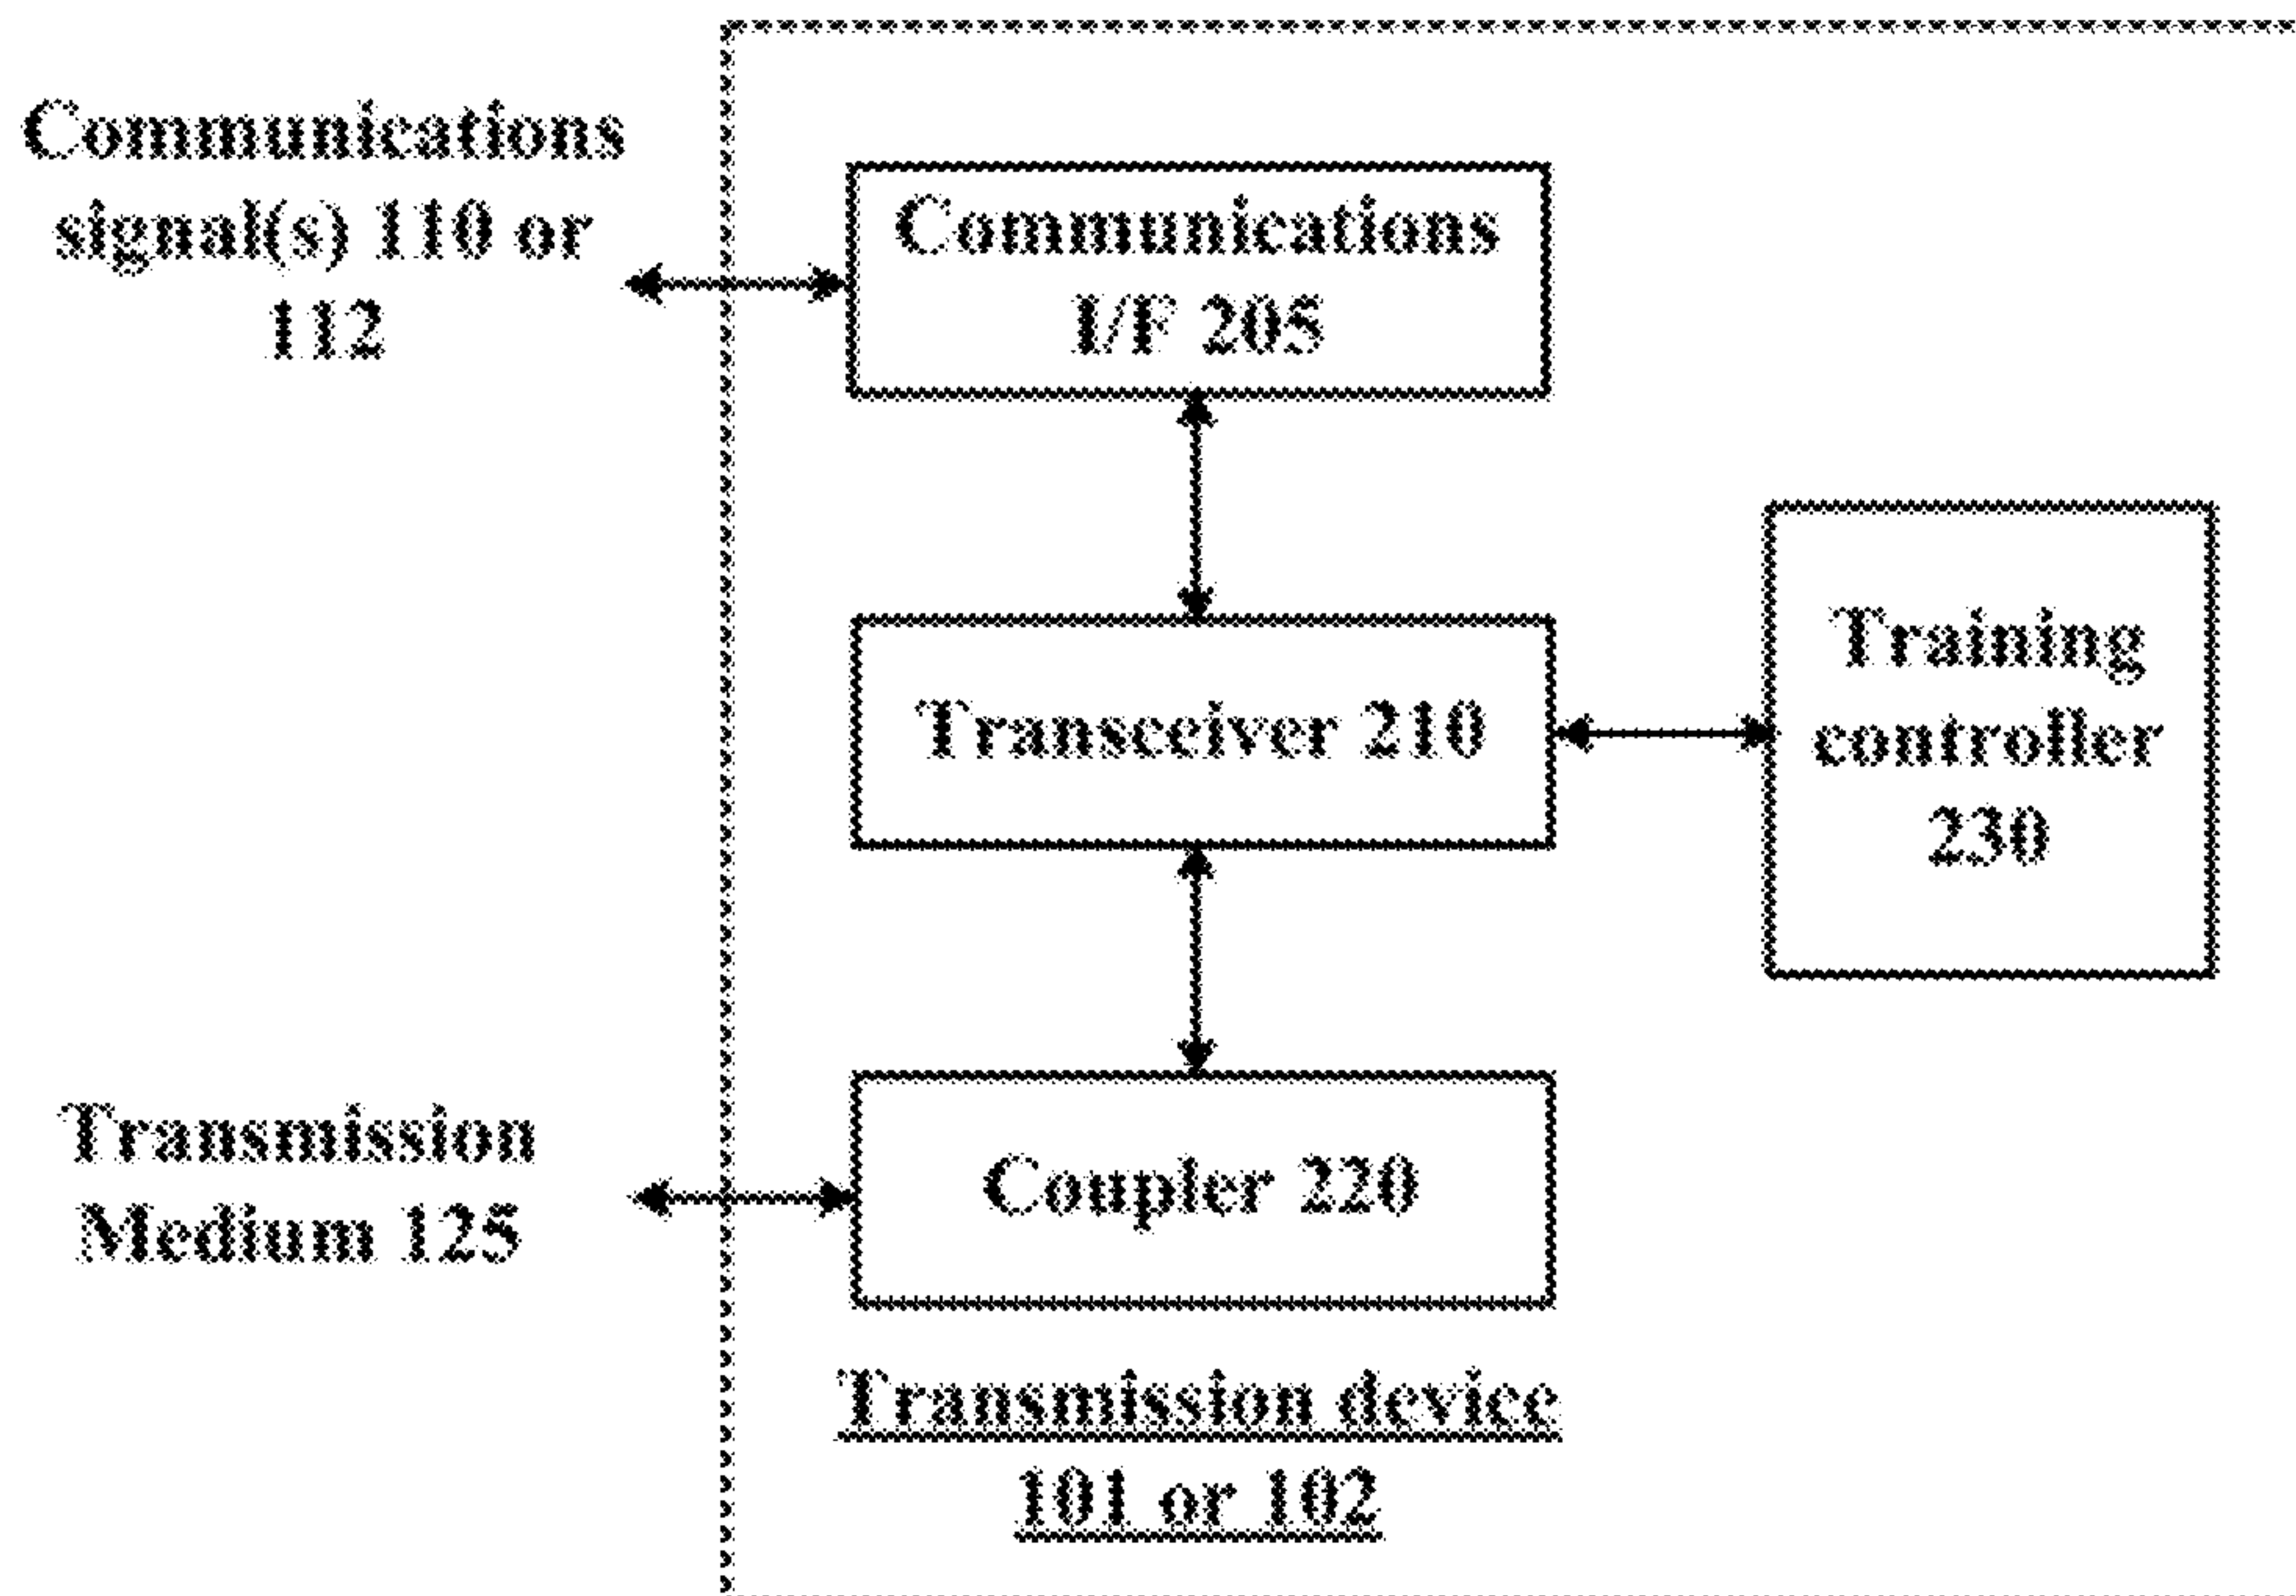 Communications
signal(s) 110 or
112
Communications
I/F 205
Transceiver 210
Training
controller
230
Transmission
Medium 125
Coupler 220
Transmission device
101 or 102